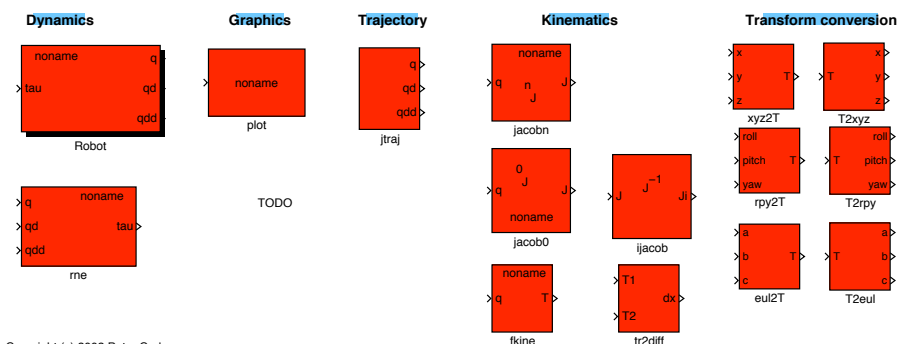 Dynamics
Graphics
Trajectory
Kinematics
Transform conversion
noname
q
tau
qd
qdd
Robot
noname
plot
q
qd
qdd
jtraj
noname
q
n
J
J
jacobn
x
y
z
T
xyz2T
T
x
y
z
T2xyz
roll
pitch
yaw
T
rpy2T
T
roll
pitch
yaw
T2rpy
noname
q
qd
qdd
tau
rne
TODO
0
J
q
J
noname
jacob0
J
J⁻¹
Ji
ijacob
a
b
c
T
eul2T
T
a
b
c
T2eul
noname
q
T
fkine
T1
T2
dx
tr2diff